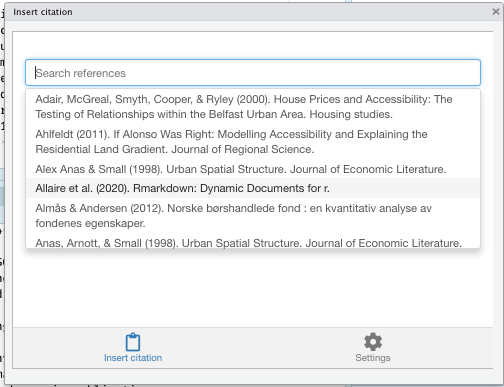 Insert citation
Search references
Adair, McGreal, Smyth, Cooper, & Ryley (2000). House Prices and Accessibility: The
Testing of Relationships within the Belfast Urban Area. Housing studies.
Ahlfeldt (2011). If Alonso Was Right: Modelling Accessibility and Explaining the
Residential Land Gradient. Journal of Regional Science.
Alex Anas & Small (1998). Urban Spatial Structure. Journal of Economic Literature.
Allaire et al. (2020). Rmarkdown: Dynamic Documents for r.
Almås & Andersen (2012). Norske børshandlede fond : en kvantitativ analyse av
fondenes egenskaper.
Anas, Arnott, & Small (1998). Urban Spatial Structure. Journal of Economic Literature.
Insert citation
Settings